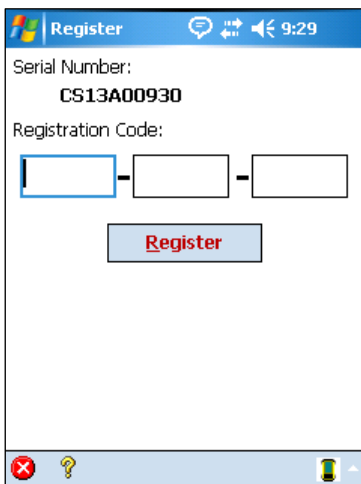 Register 9:29
Serial Number:
CS13A00930
Registration Code:
- -
Register